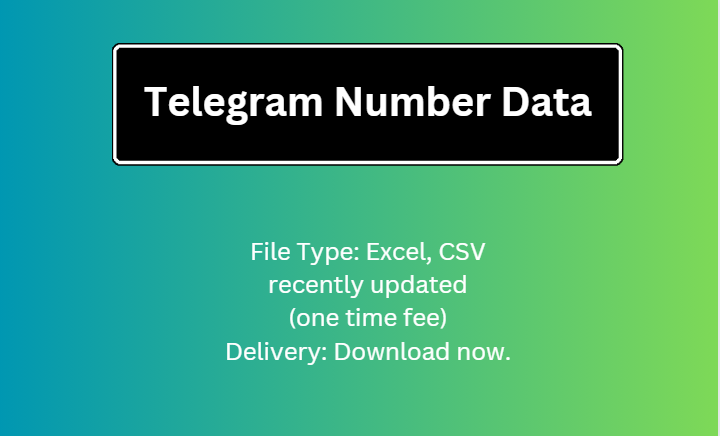 Telegram Number Data
File Type: Excel, CSV
recently updated
(one time fee)
Delivery: Download now.